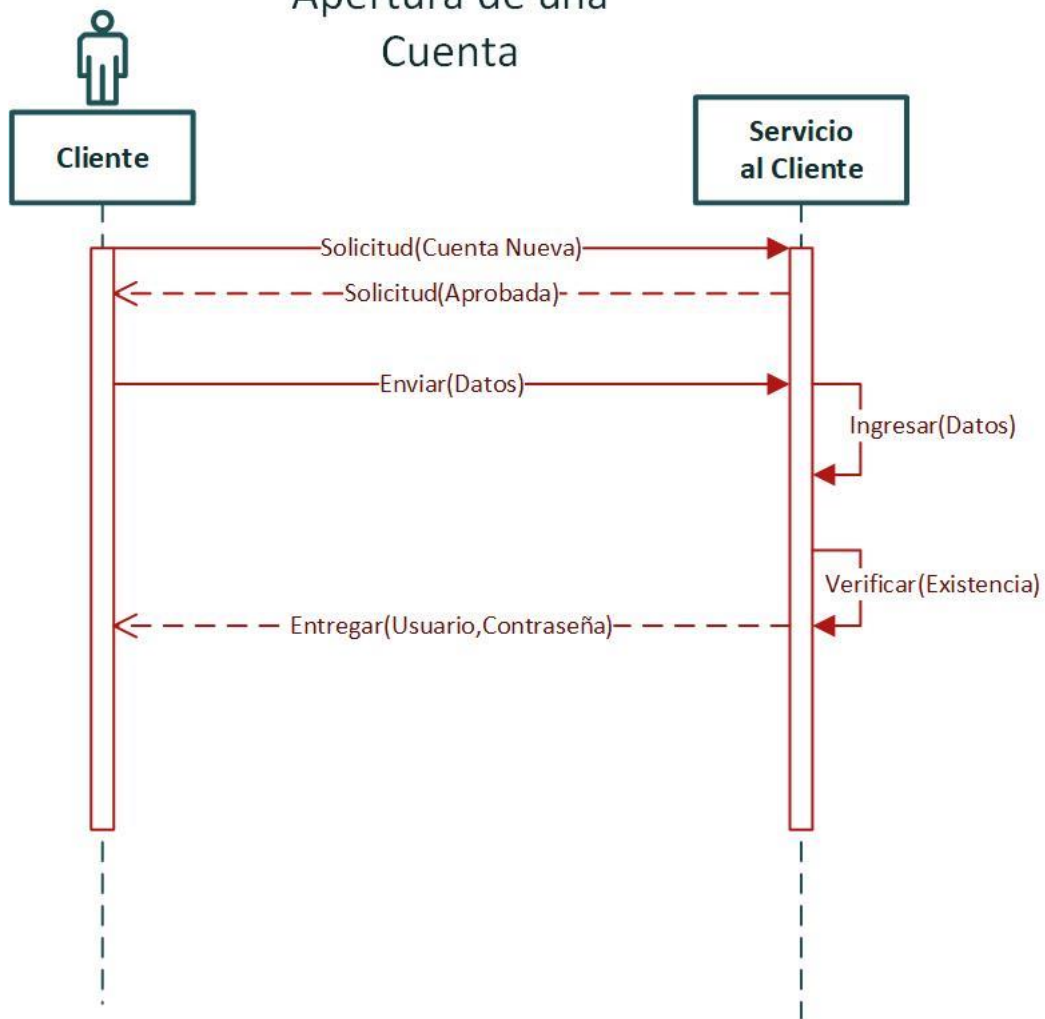 Apertura de una
Cuenta
Cliente
Servicio
al Cliente
Solicitud(Cuenta Nueva)
Solicitud(Aprobada)
Enviar(Datos)
Ingresar(Datos)
Verificar(Existencia)
Entregar(Usuario,Contraseña)